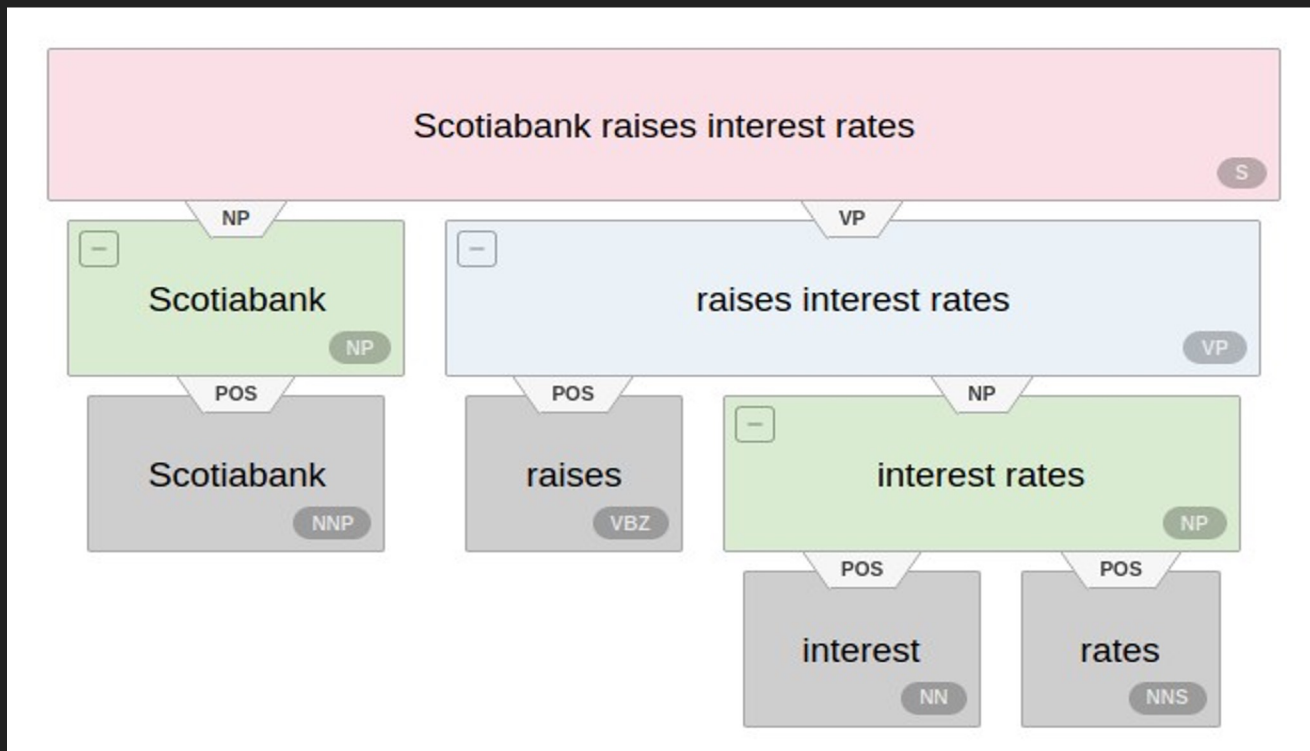 Scotiabank raises interest rates
S
NP
VP
−
−
Scotiabank
raises interest rates
NP
VP
POS
POS
NP
−
Scotiabank
raises
interest rates
NNP
VBZ
NP
POS
POS
interest
rates
NN
NNS